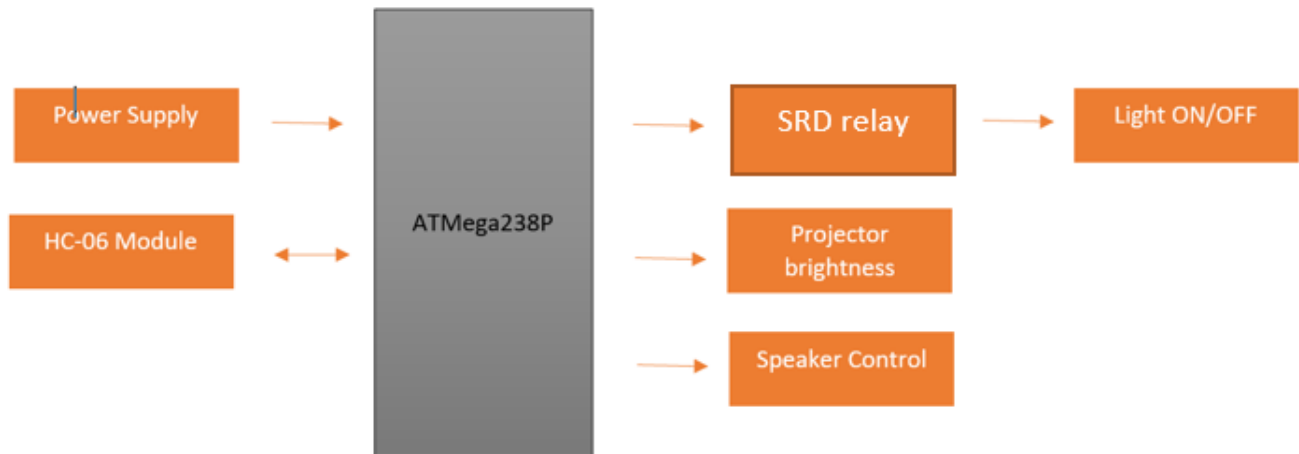 Power Supply
HC-06 Module
ATMega238P
SRD relay
Light ON/OFF
Projector
brightness
Speaker Control